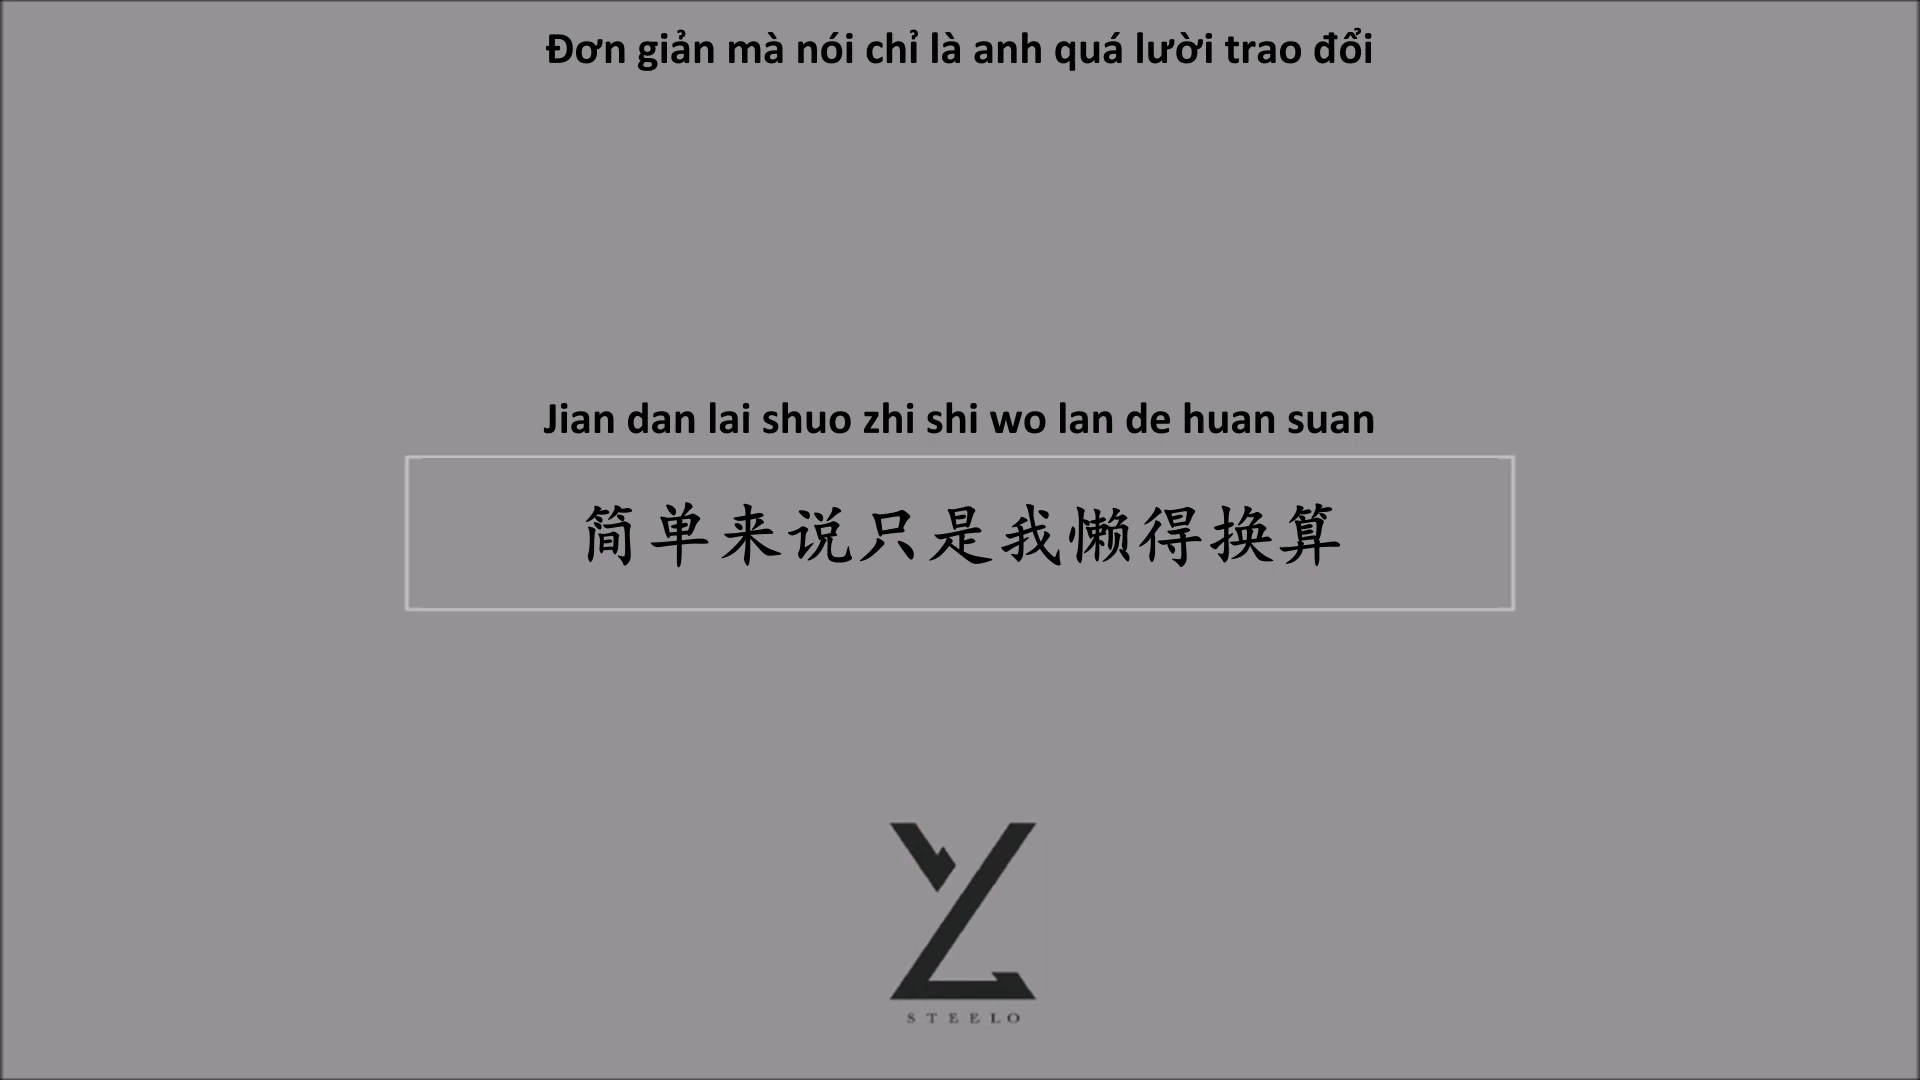 Đơn giản mà nói chỉ là anh quá lười trao đổi
Jian dan lai shuo zhi shi wo lan de huan suan
简单来说只是我懒得换算
STEELO